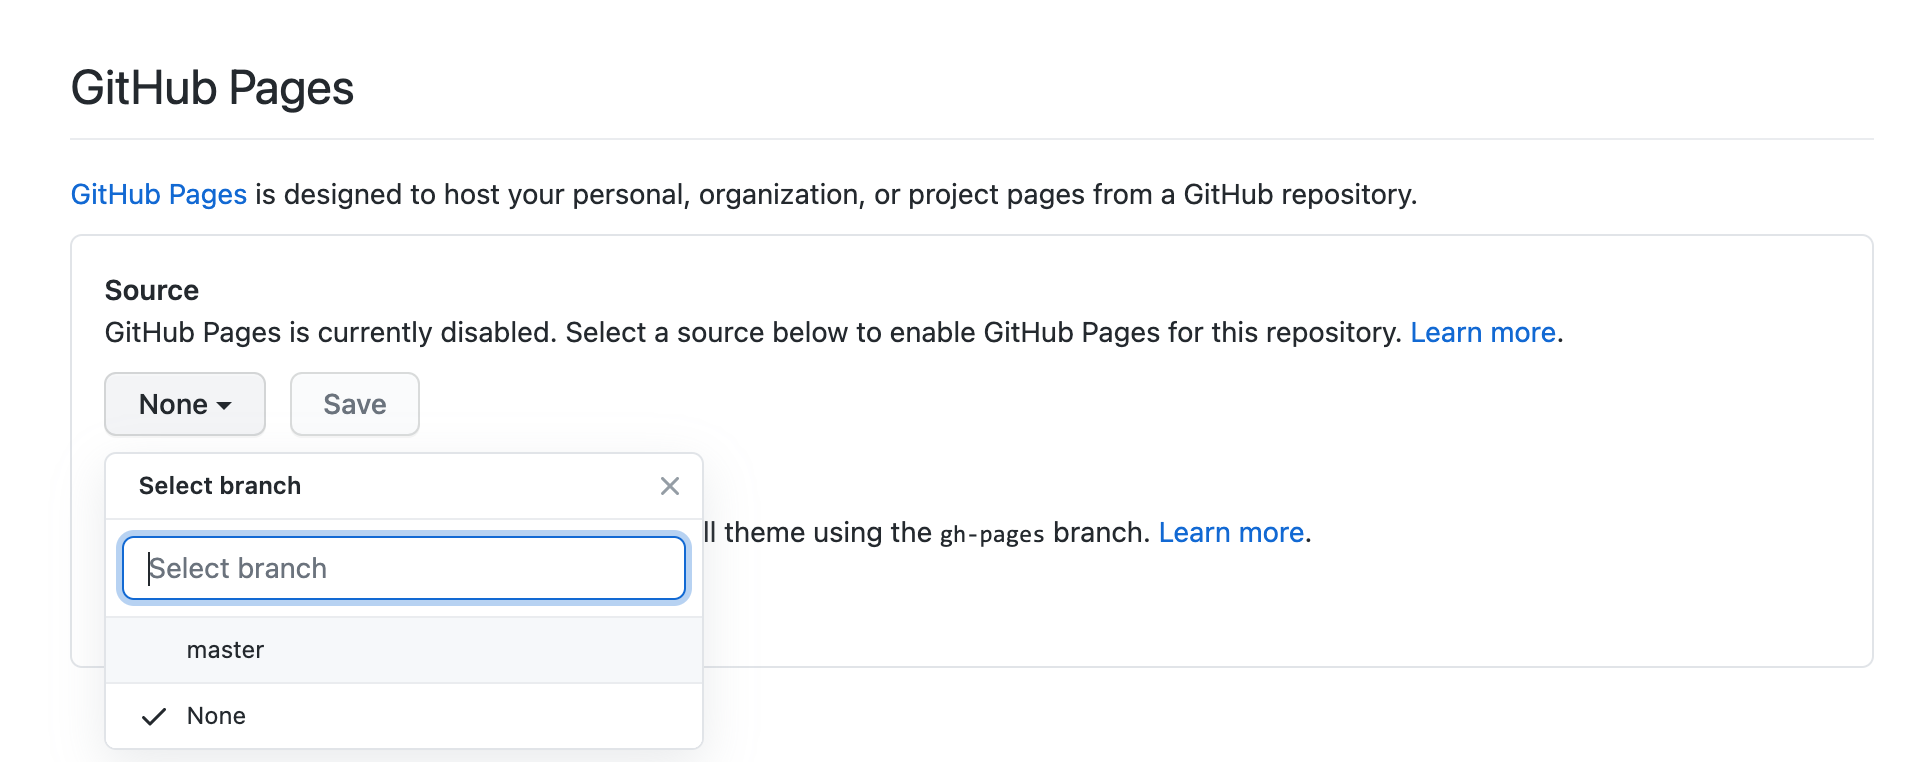 GitHub Pages
GitHub Pages is designed to host your personal, organization, or project pages from a GitHub repository.
Source
GitHub Pages is currently disabled. Select a source below to enable GitHub Pages for this repository. Learn more.
None Save
Select branch
theme using the gh-pages branch. Learn more.
Select branch
master
None